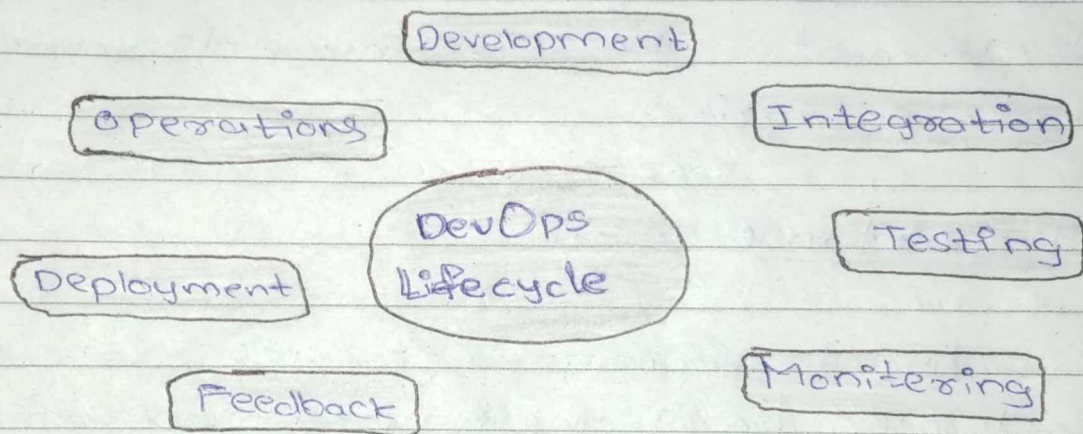 Development
Operations
Integration
DevOps
Lifecycle
Testing
Deployment
Monitering
Feedback